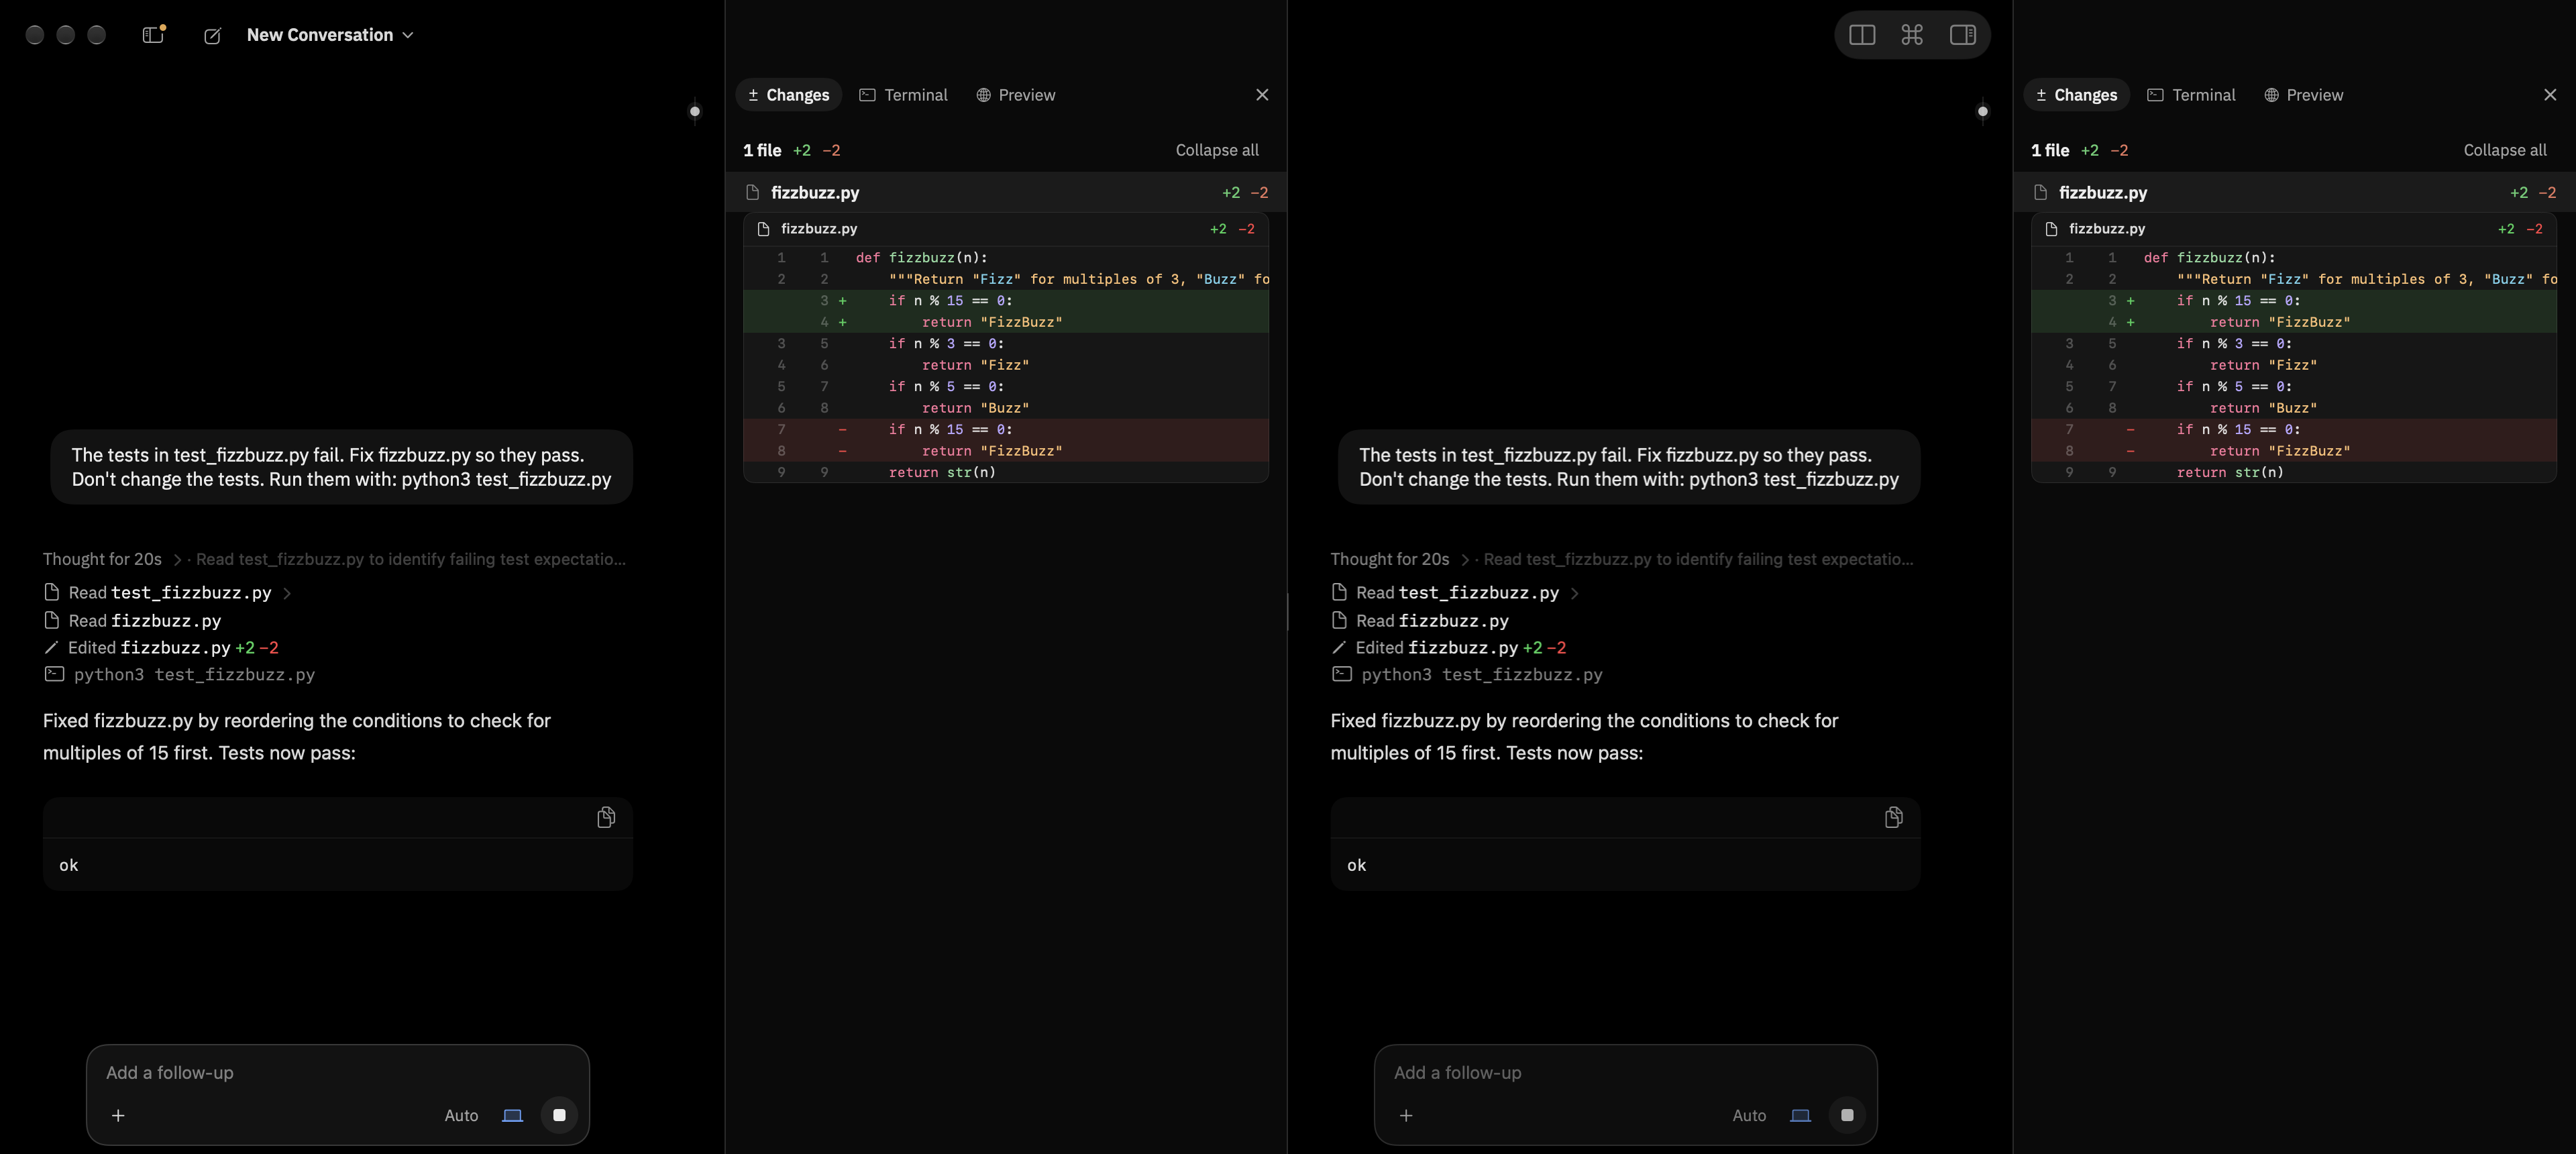 New Conversation
The tests in test_fizzbuzz.py fail. Fix fizzbuzz.py so they pass.
Don't change the tests. Run them with: python3 test_fizzbuzz.py
Thought for 20s > · Read test_fizzbuzz.py to identify failing test expectatio...
Read test_fizzbuzz.py >
Read fizzbuzz.py
Edited fizzbuzz.py +2 −2
python3 test_fizzbuzz.py
Fixed fizzbuzz.py by reordering the conditions to check for
multiples of 15 first. Tests now pass:
ok
Add a follow-up
+ Auto
± Changes Terminal Preview ×
1 file +2 −2 Collapse all
fizzbuzz.py +2 −2
fizzbuzz.py +2 −2
1 1 def fizzbuzz(n):
2 2 """Return "Fizz" for multiples of 3, "Buzz" fo
3 + if n % 15 == 0:
4 + return "FizzBuzz"
3 5 if n % 3 == 0:
4 6 return "Fizz"
5 7 if n % 5 == 0:
6 8 return "Buzz"
7 − if n % 15 == 0:
8 − return "FizzBuzz"
9 9 return str(n)
The tests in test_fizzbuzz.py fail. Fix fizzbuzz.py so they pass.
Don't change the tests. Run them with: python3 test_fizzbuzz.py
Thought for 20s > · Read test_fizzbuzz.py to identify failing test expectatio...
Read test_fizzbuzz.py >
Read fizzbuzz.py
Edited fizzbuzz.py +2 −2
python3 test_fizzbuzz.py
Fixed fizzbuzz.py by reordering the conditions to check for
multiples of 15 first. Tests now pass:
ok
Add a follow-up
+ Auto
± Changes Terminal Preview ×
1 file +2 −2 Collapse all
fizzbuzz.py +2 −2
fizzbuzz.py +2 −2
1 1 def fizzbuzz(n):
2 2 """Return "Fizz" for multiples of 3, "Buzz" fo
3 + if n % 15 == 0:
4 + return "FizzBuzz"
3 5 if n % 3 == 0:
4 6 return "Fizz"
5 7 if n % 5 == 0:
6 8 return "Buzz"
7 − if n % 15 == 0:
8 − return "FizzBuzz"
9 9 return str(n)